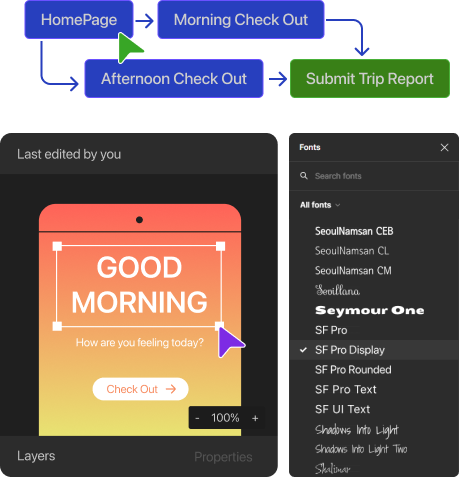 HomePage
Morning Check Out
Afternoon Check Out
Submit Trip Report
Last edited by you
GOOD
MORNING
How are you feeling today?
Check Out
- 100% +
Layers
Properties
Fonts
Search fonts
All fonts
SeoulNamsan CEB
SeoulNamsan CL
SeoulNamsan CM
Sevillana
Seymour One
SF Pro
SF Pro Display
SF Pro Rounded
SF Pro Text
SF UI Text
Shadows Into Light
Shadows Into Light Two
Shalimar